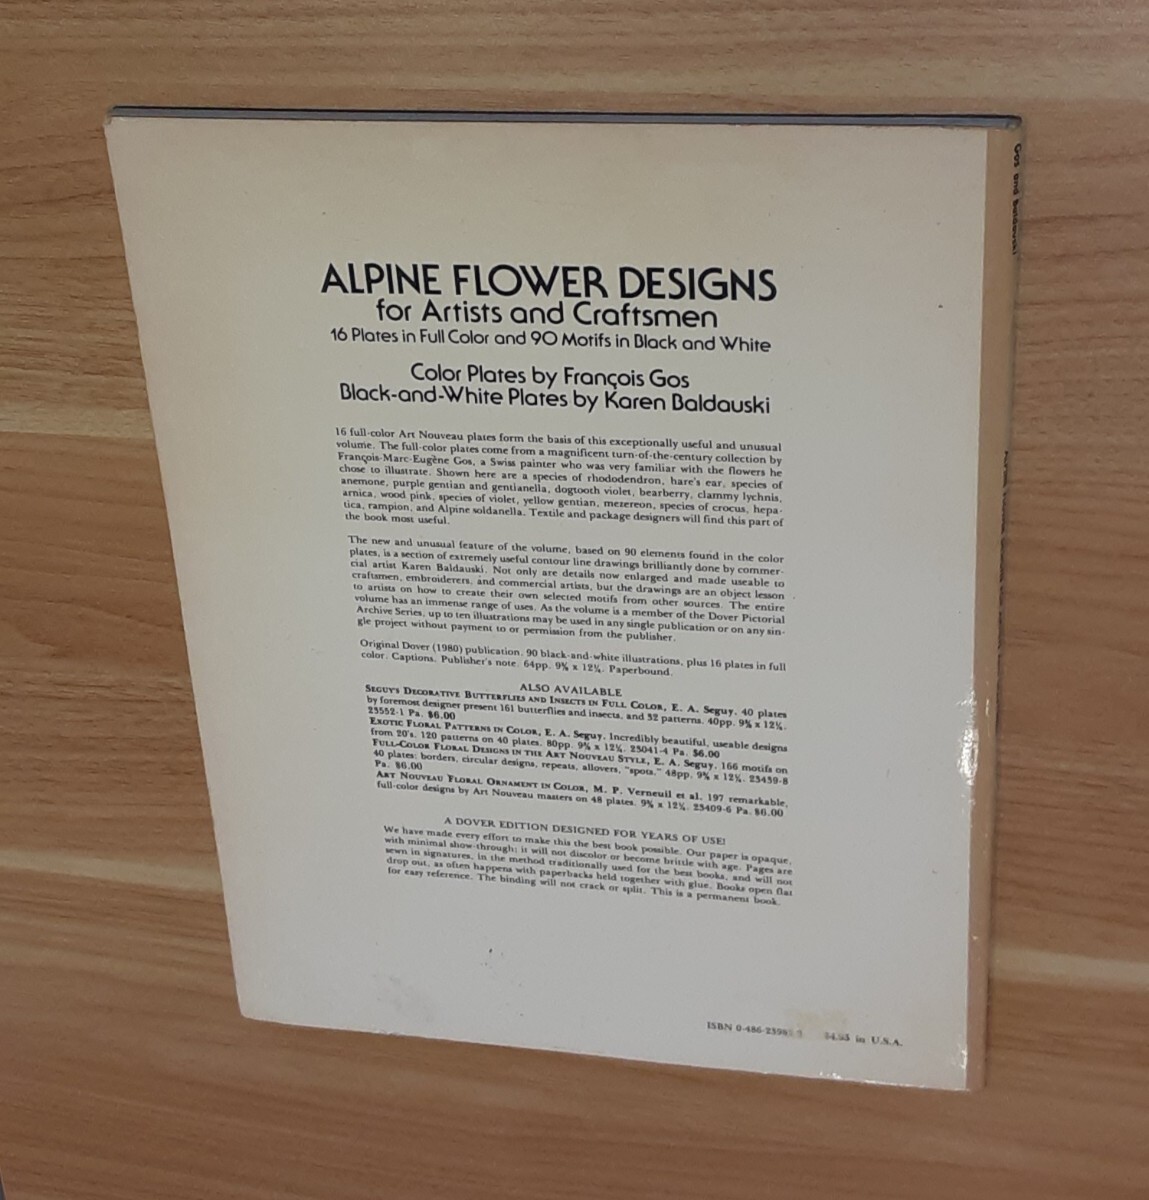 ALPINE FLOWER DESIGNS
for Artists and Craftsmen
16 Plates in Full Color and 90 Motifs in Black and White
Color Plates by François Gos
Black-and-White Plates by Karen Baldauski
16 full-color Art Nouveau plates form the basis of this exceptionally useful and unusual
volume. The full-color plates come from a magnificent turn-of-the-century collection by
François-Marc-Eugène Gos, a Swiss painter who was very familiar with the flowers he
chose to illustrate. Shown here are a species of rhododendron, hare's ear, species of
anemone, purple gentian and gentianella, dogtooth violet, bearberry, clammy lychnis,
arnica, wood pink, species of violet, yellow gentian, mezereon, species of crocus, hepa-
tica, rampion, and Alpine soldanella. Textile and package designers will find this part of
the book most useful.
The new and unusual feature of the volume, based on 90 elements found in the color
plates, is a section of extremely useful contour line drawings brilliantly done by commer-
cial artist Karen Baldauski. Not only are details now enlarged and made useable to
craftsmen, embroiderers, and commercial artists, but the drawings are an object lesson
to artists on how to create their own selected motifs from other sources. The entire
volume has an immense range of uses. As the volume is a member of the Dover Pictorial
Archive Series, up to ten illustrations may be used in any single publication or on any sin-
gle project without payment to or permission from the publisher.
Original Dover (1980) publication. 90 black-and-white illustrations, plus 16 plates in full
color. Captions. Publisher's note. 64pp. 9⅜ x 12¼. Paperbound.
ALSO AVAILABLE
SEGUY'S DECORATIVE BUTTERFLIES AND INSECTS IN FULL COLOR, E. A. Seguy. 40 plates
by foremost designer present 161 butterflies and insects, and 32 patterns. 40pp. 9⅜ x 12¼.
23552-1 Pa. $6.00
EXOTIC FLORAL PATTERNS IN COLOR, E. A. Seguy. Incredibly beautiful, useable designs
from 20's. 120 patterns on 40 plates. 80pp. 9⅜ x 12¼. 23041-4 Pa. $6.00
FULL-COLOR FLORAL DESIGNS IN THE ART NOUVEAU STYLE, E. A. Seguy. 166 motifs on
40 plates; borders, circular designs, repeats, allovers, "spots." 48pp. 9⅜ x 12¼. 23439-8
Pa. $6.00
ART NOUVEAU FLORAL ORNAMENT IN COLOR, M. P. Verneuil et al. 197 remarkable,
full-color designs by Art Nouveau masters on 48 plates. 9⅜ x 12¼. 23409-6 Pa. $6.00
A DOVER EDITION DESIGNED FOR YEARS OF USE!
We have made every effort to make this the best book possible. Our paper is opaque,
with minimal show-through; it will not discolor or become brittle with age. Pages are
sewn in signatures, in the method traditionally used for the best books, and will not
drop out, as often happens with paperbacks held together with glue. Books open flat
for easy reference. The binding will not crack or split. This is a permanent book.
ISBN $4.95 in U.S.A.
Gos and Baldauski